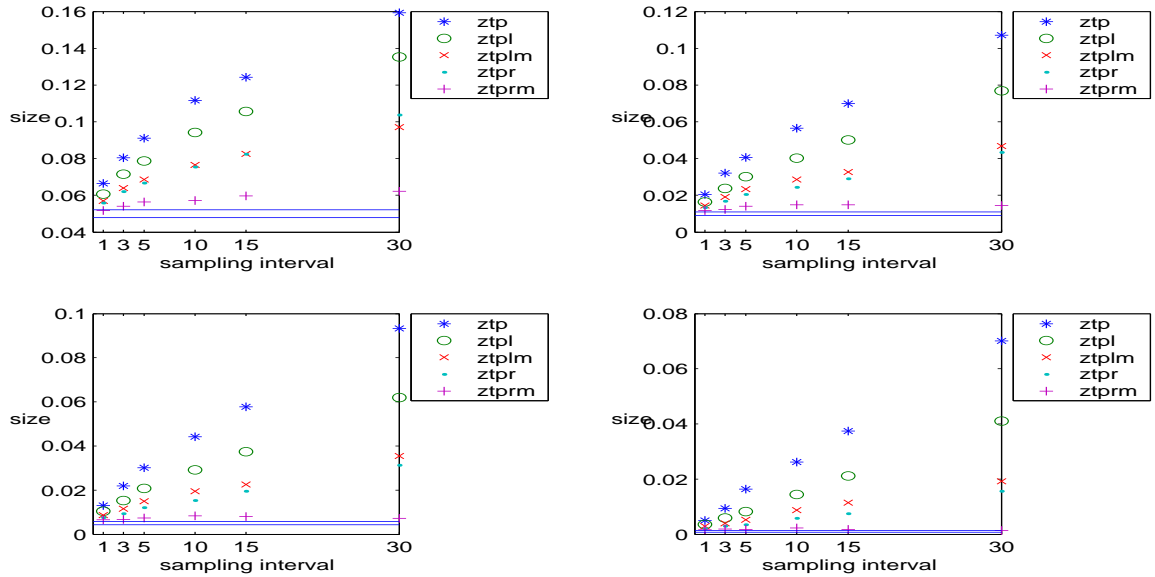 0.16
0.14
0.12
0.1
size
0.08
0.06
0.04
1 3 5 10 15 30
sampling interval
ztp
ztpl
ztplm
ztpr
ztprm
0.12
0.1
0.08
size
0.06
0.04
0.02
0
1 3 5 10 15 30
sampling interval
ztp
ztpl
ztplm
ztpr
ztprm
0.1
0.08
0.06
size
0.04
0.02
0
1 3 5 10 15 30
sampling interval
ztp
ztpl
ztplm
ztpr
ztprm
0.08
0.06
size
0.04
0.02
0
1 3 5 10 15 30
sampling interval
ztp
ztpl
ztplm
ztpr
ztprm